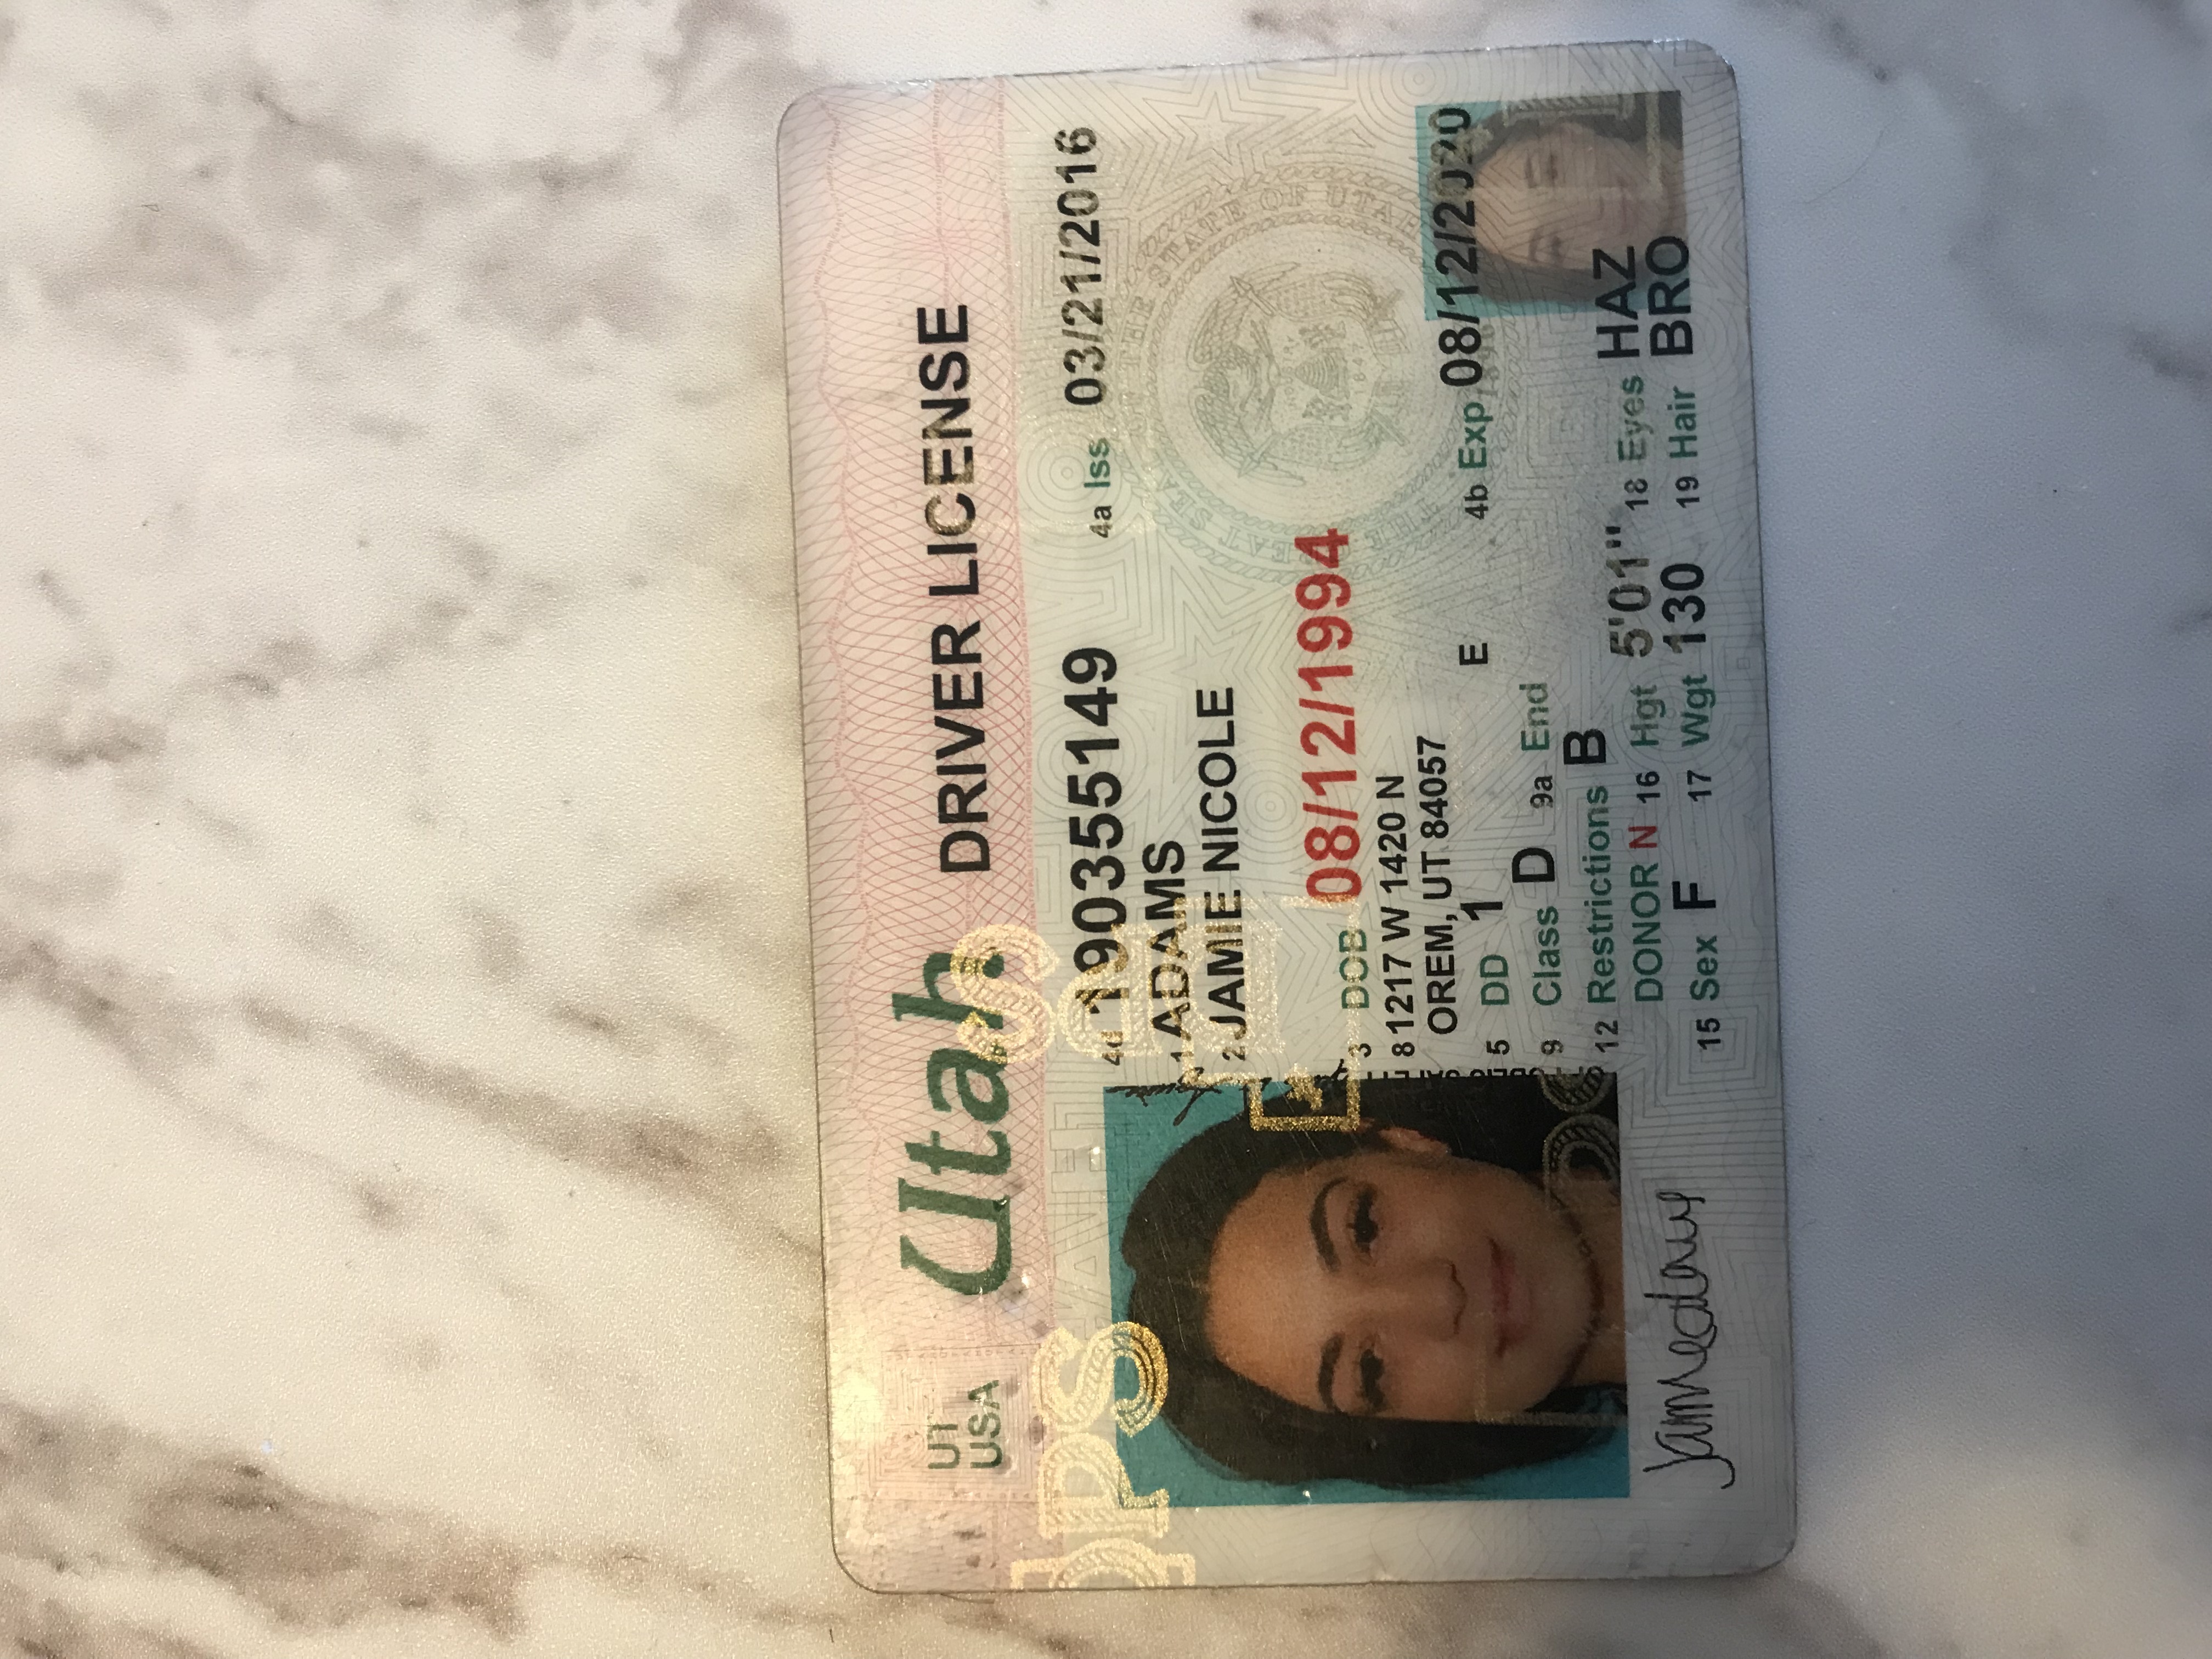 UT
USA
Utah DRIVER LICENSE
DPS
4d 190355149 4a Iss 03/21/2016
1 ADAMS
2 JAMIE NICOLE
3 DOB 08/12/1994
8 1217 W 1420 N
OREM, UT 84057
5 DD 1 E 4b Exp 08/12/2020
9 Class D 9a End
12 Restrictions B
DONOR N 16 Hgt 5'01" 18 Eyes HAZ
15 Sex F 17 Wgt 130 19 Hair BRO
GREAT SEAL OF THE STATE OF UTAH
1896